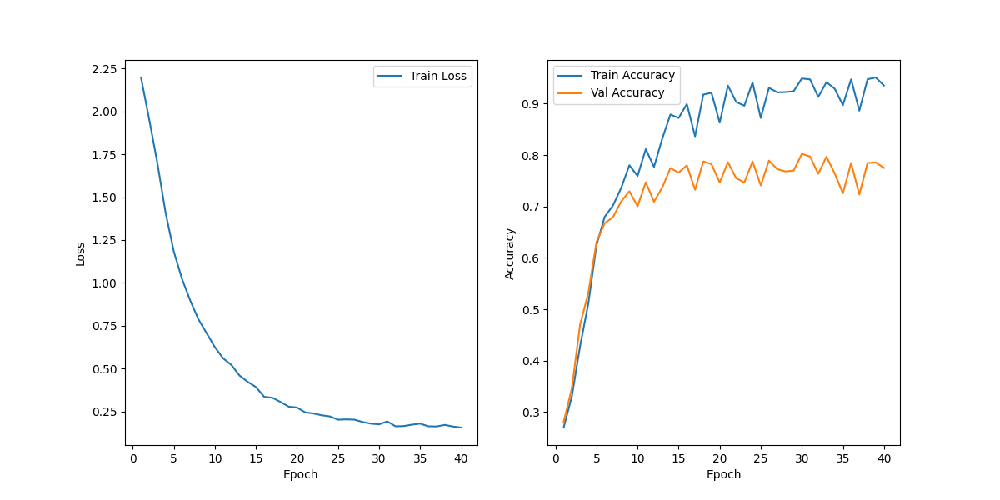 Train Loss
2.25
2.00
1.75
1.50
1.25
1.00
0.75
0.50
0.25
Loss
0 5 10 15 20 25 30 35 40
Epoch
Train Accuracy
Val Accuracy
0.9
0.8
0.7
0.6
0.5
0.4
0.3
Accuracy
0 5 10 15 20 25 30 35 40
Epoch